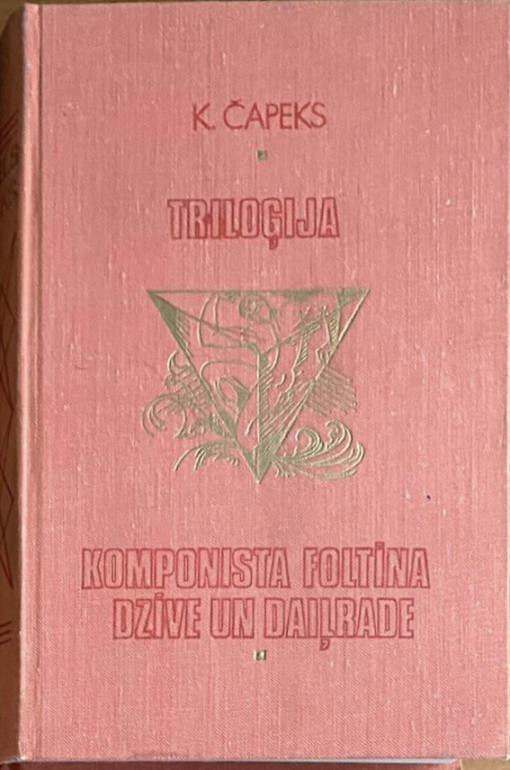 K. ČAPEKS
TRILOĢIJA
KOMPONISTA FOLTĪNA
DZĪVE UN DAIĻRADE